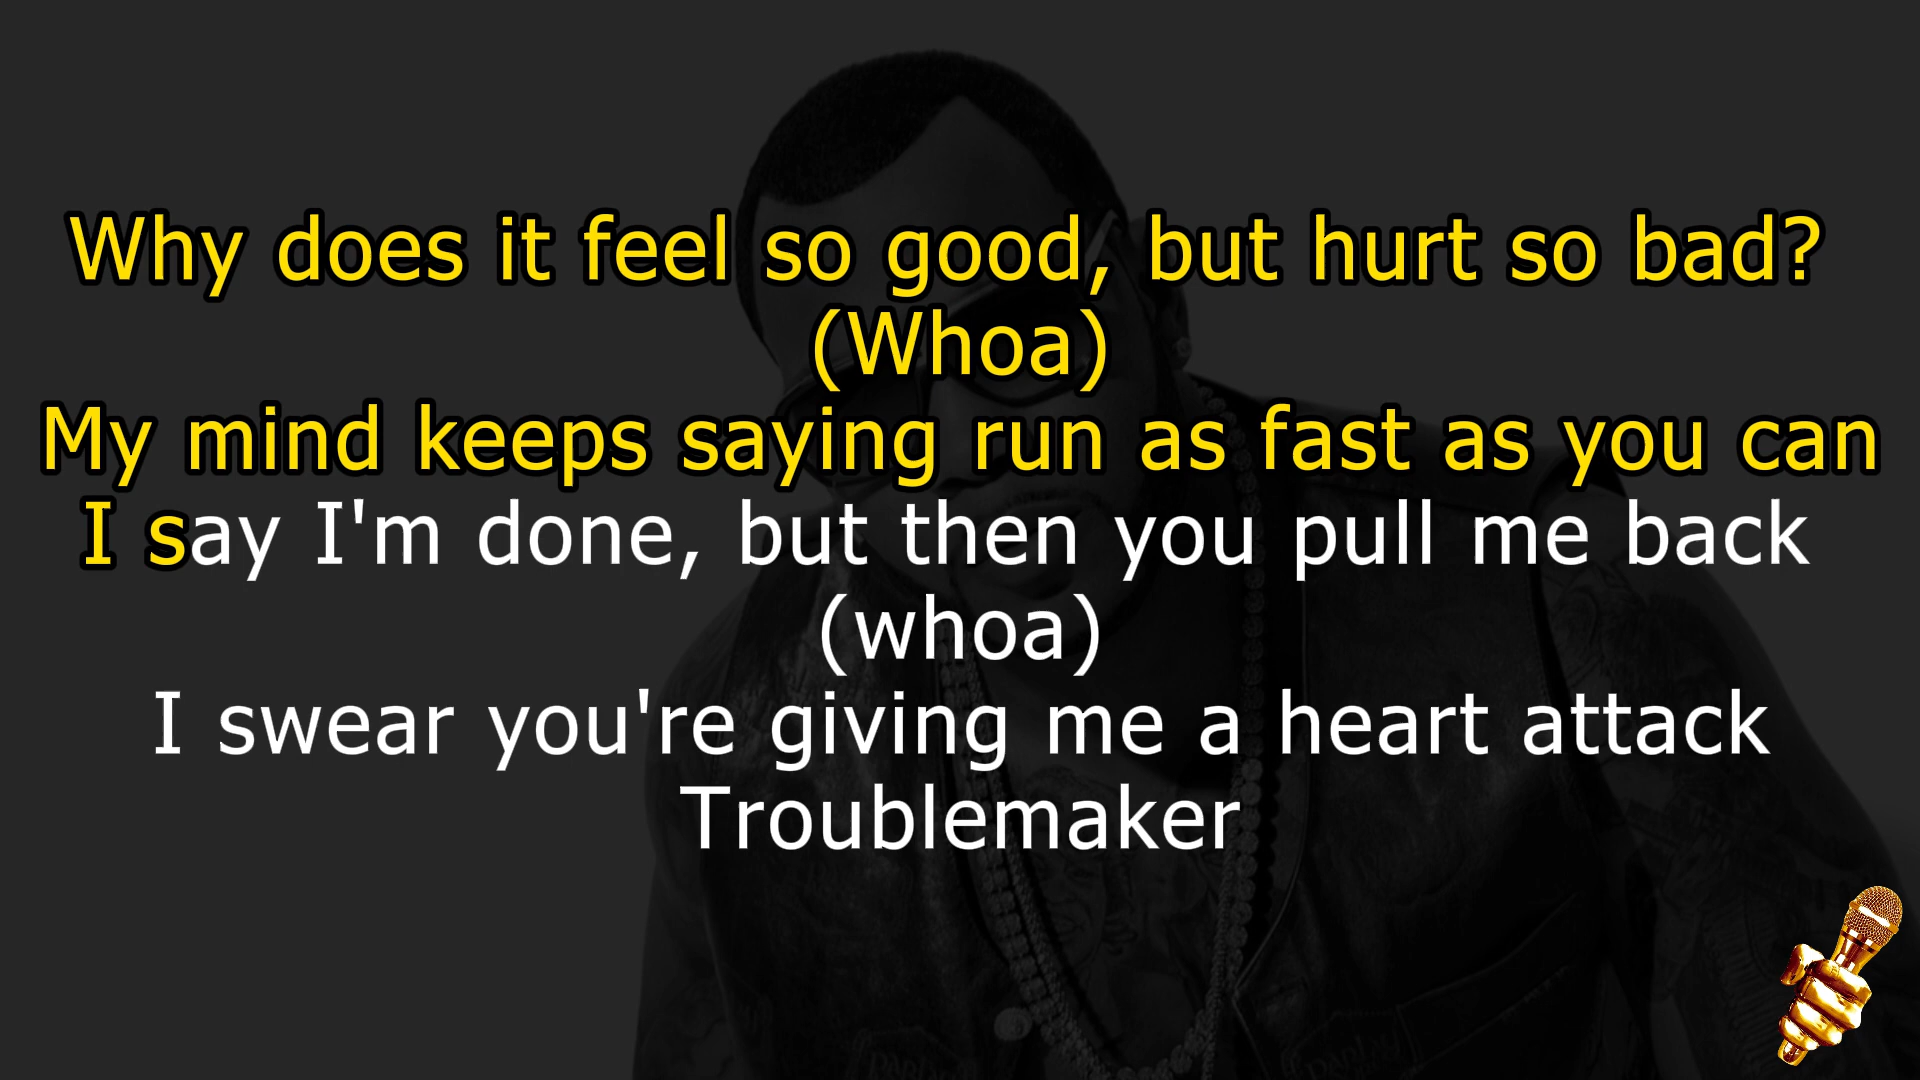 Why does it feel so good, but hurt so bad?
(Whoa)
My mind keeps saying run as fast as you can
I say I'm done, but then you pull me back
(whoa)
I swear you're giving me a heart attack
Troublemaker